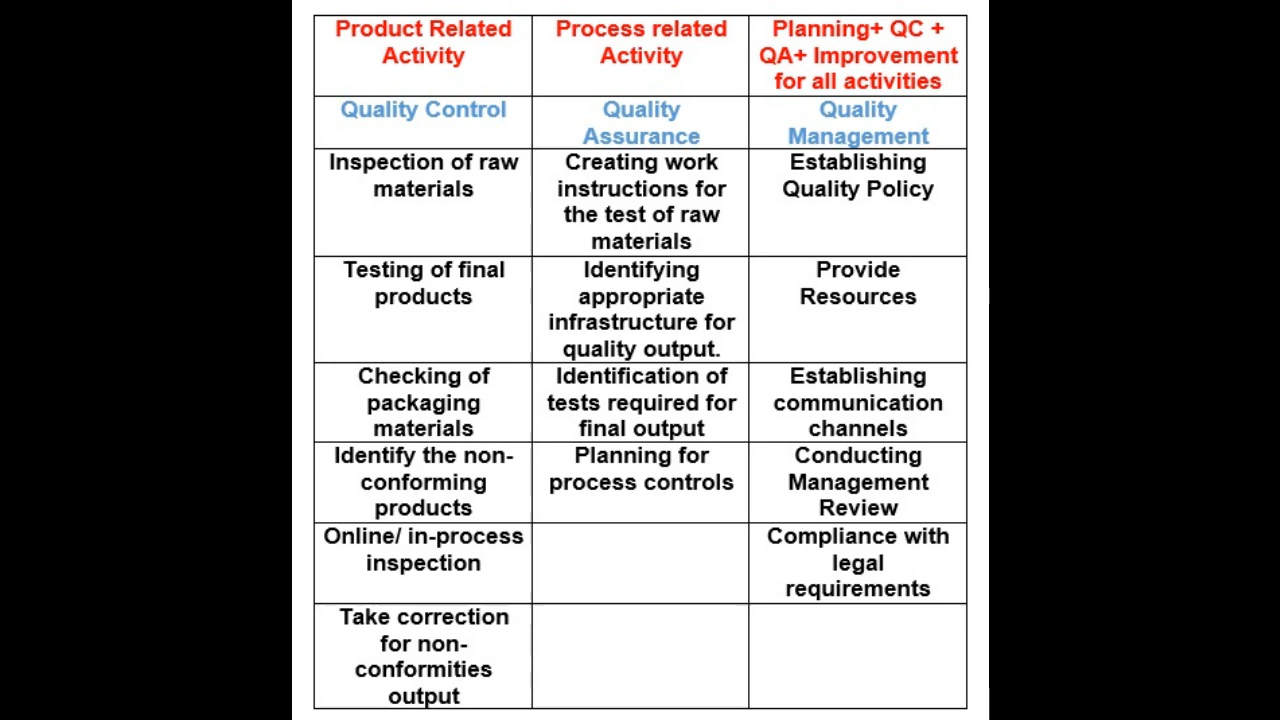 Product Related
Activity
Process related
Activity
Planning+ QC +
QA+ Improvement
for all activities
Quality Control
Quality
Assurance
Quality
Management
Inspection of raw
materials
Creating work
instructions for
the test of raw
materials
Establishing
Quality Policy
Testing of final
products
Identifying
appropriate
infrastructure for
quality output.
Provide
Resources
Checking of
packaging
materials
Identification of
tests required for
final output
Establishing
communication
channels
Identify the non-
conforming
products
Planning for
process controls
Conducting
Management
Review
Online/ in-process
inspection
Compliance with
legal
requirements
Take correction
for non-
conformities
output